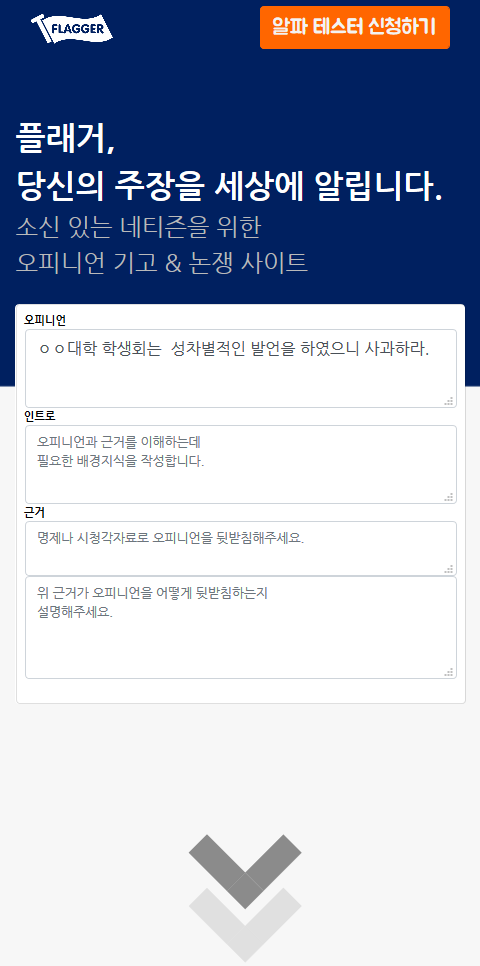 FLAGGER
알파 테스터 신청하기
플래거,
당신의 주장을 세상에 알립니다.
소신 있는 네티즌을 위한
오피니언 기고 & 논쟁 사이트
오피니언
ㅇㅇ대학 학생회는  성차별적인 발언을 하였으니 사과하라.
인트로
오피니언과 근거를 이해하는데
필요한 배경지식을 작성합니다.
근거
명제나 시청각자료로 오피니언을 뒷받침해주세요.
위 근거가 오피니언을 어떻게 뒷받침하는지
설명해주세요.